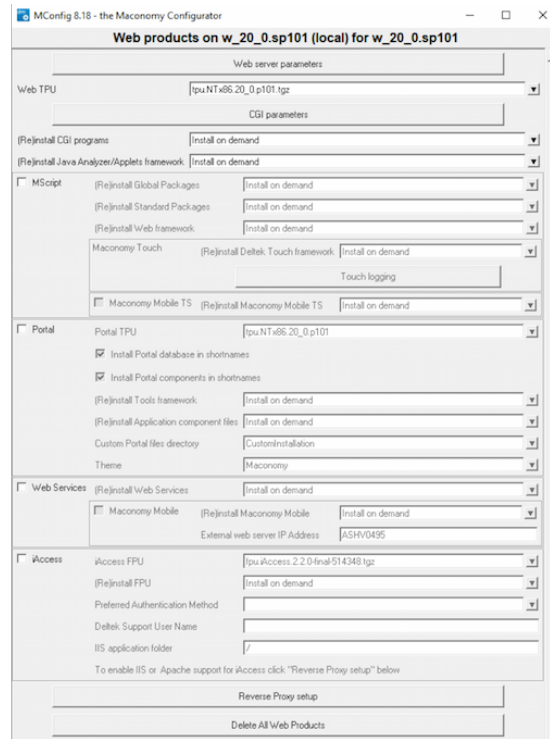 MConfig 8.18 - the Maconomy Configurator
Web products on w_20_0.sp101 (local) for w_20_0.sp101
Web server parameters
Web TPU tpu.NTx86.20_0.p101.tgz
CGI parameters
(Re)install CGI programs Install on demand
(Re)install Java Analyzer/Applets framework Install on demand
MScript (Re)install Global Packages Install on demand
(Re)install Standard Packages Install on demand
(Re)install Web framework Install on demand
Maconomy Touch (Re)install Deltek Touch framework Install on demand
Touch logging
Maconomy Mobile TS (Re)install Maconomy Mobile TS Install on demand
Portal Portal TPU tpu.NTx86.20_0.p101
Install Portal database in shortnames
Install Portal components in shortnames
(Re)install Tools framework Install on demand
(Re)install Application component files Install on demand
Custom Portal files directory CustomInstallation
Theme Maconomy
Web Services (Re)install Web Services Install on demand
Maconomy Mobile (Re)install Maconomy Mobile Install on demand
External web server IP Address ASHV0495
iAccess iAccess FPU fpu.iAccess.2.2.0-final-514348.tgz
(Re)install FPU Install on demand
Preferred Authentication Method
Deltek Support User Name
IIS application folder /
To enable IIS or Apache support for iAccess click "Reverse Proxy setup" below
Reverse Proxy setup
Delete All Web Products